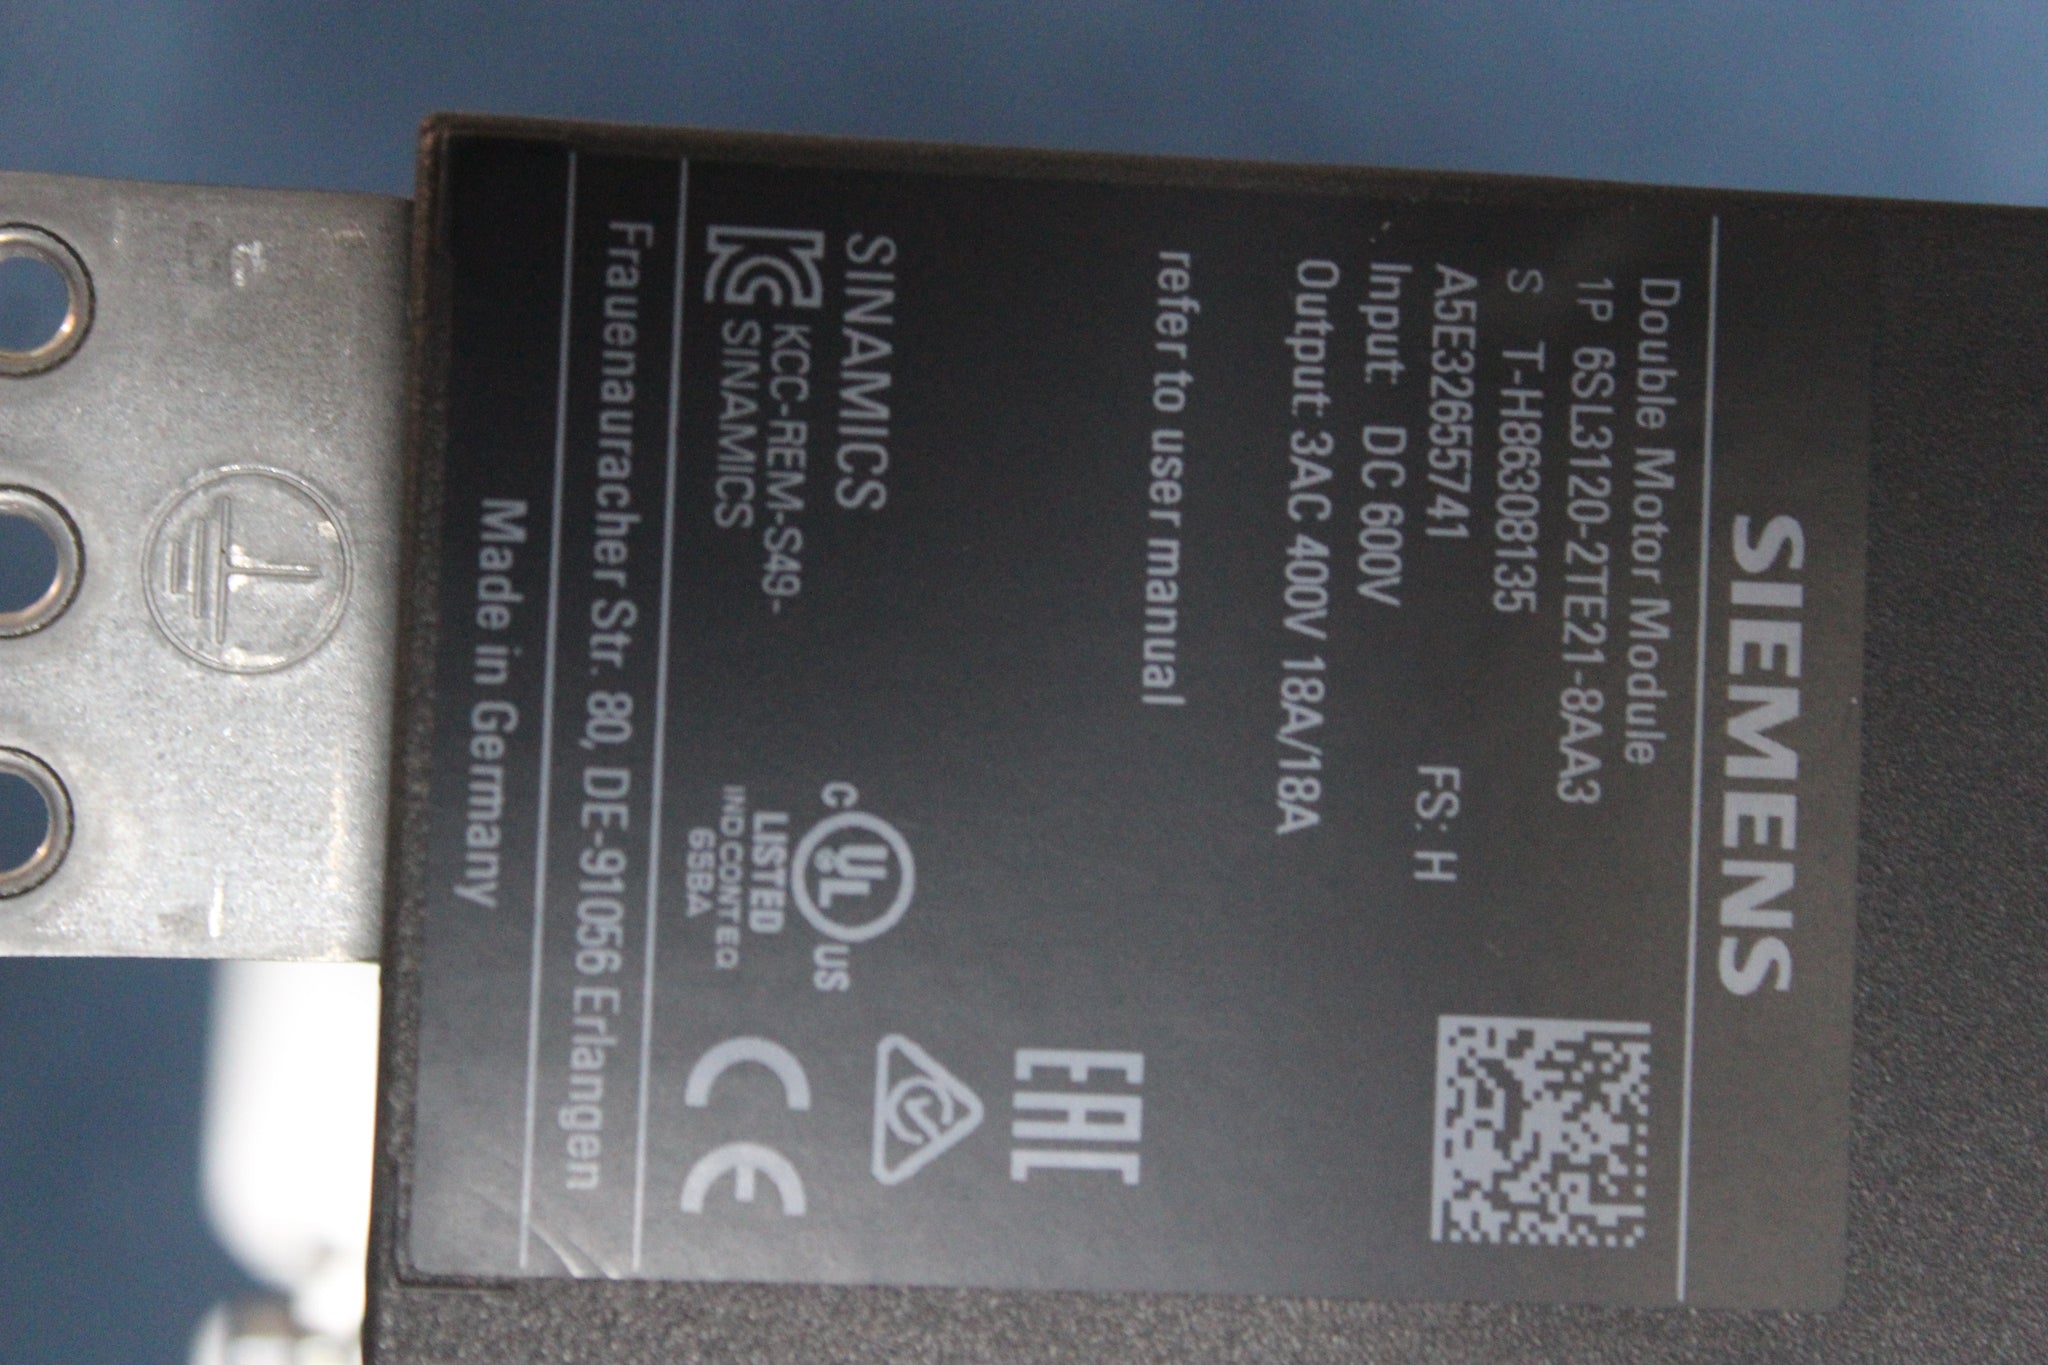 SIEMENS
Double Motor Module
1P 6SL3120-2TE21-8AA3
S T-H86308135
A5E32655741 FS: H
Input: DC 600V
Output: 3AC 400V 18A/18A
refer to user manual
EAC
SINAMICS
KCC-REM-S49-
SINAMICS
C UL US
LISTED
IND CONT EQ
65BA
CE
Frauenauracher Str. 80, DE-91056 Erlangen
Made in Germany